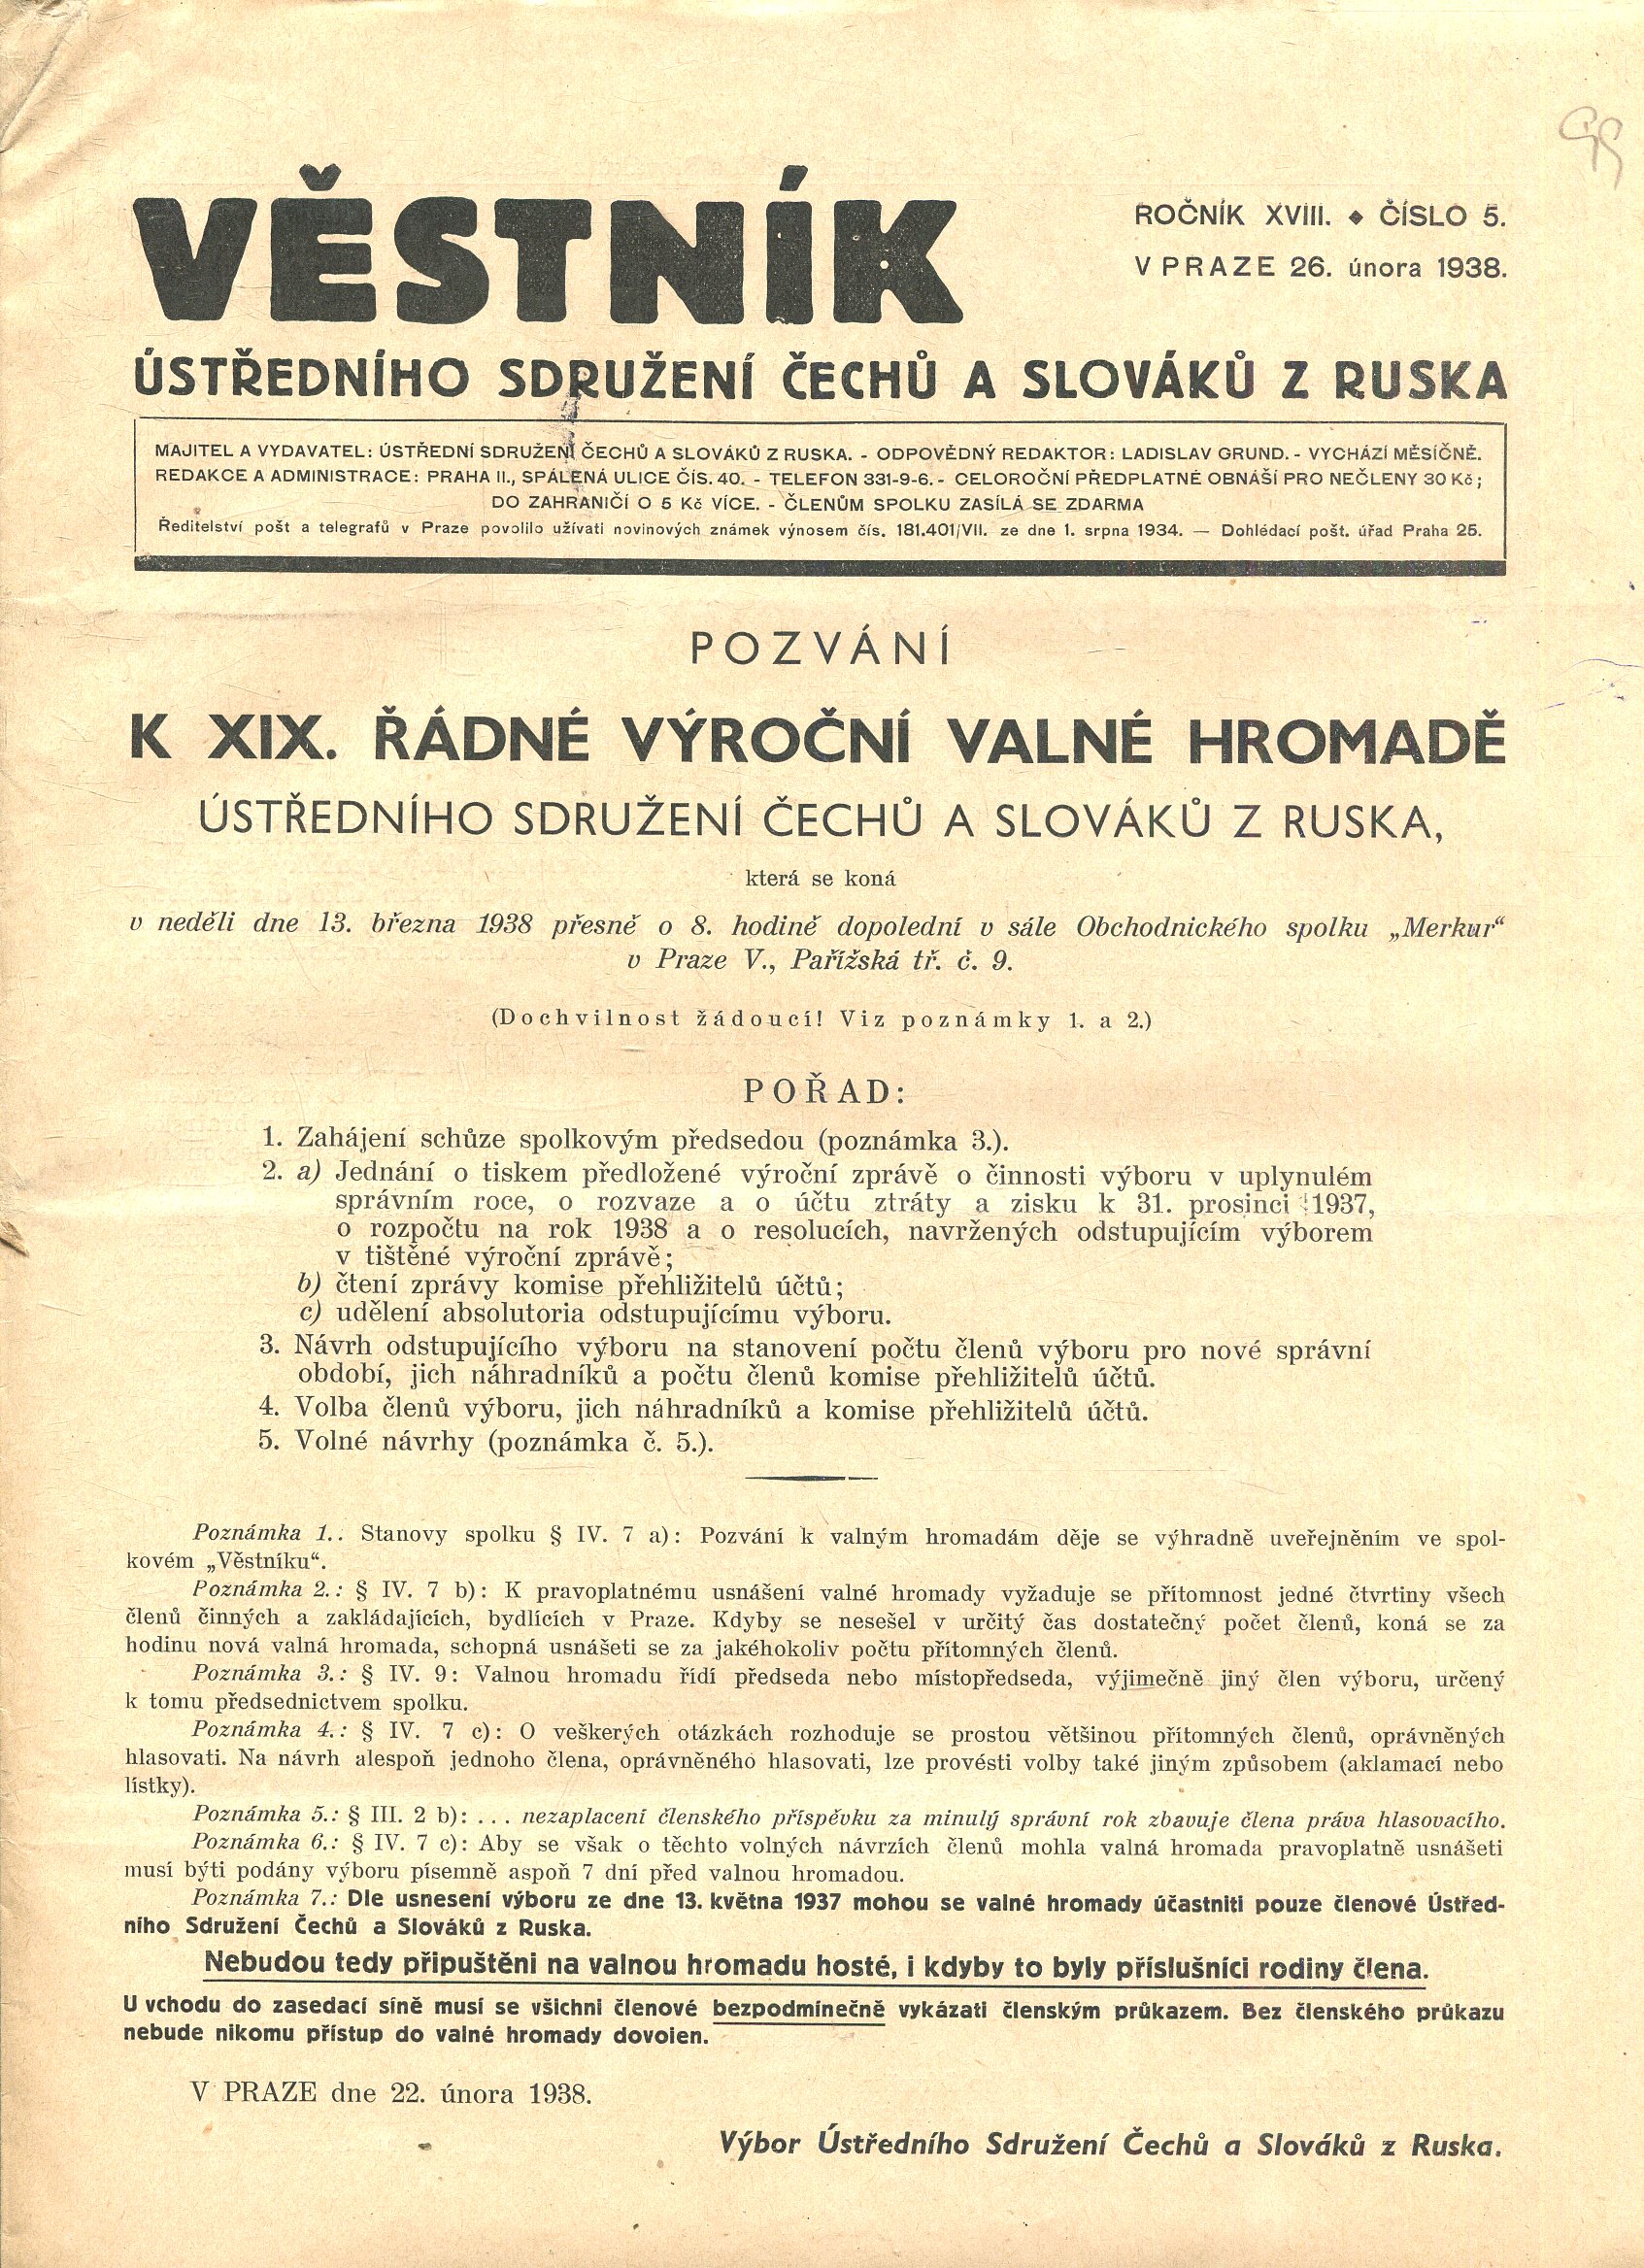 VĚSTNÍK
ROČNÍK XVIII. ◆ ČÍSLO 5.
V PRAZE 26. února 1938.
ÚSTŘEDNÍHO SDRUŽENÍ ČECHŮ A SLOVÁKŮ Z RUSKA
MAJITEL A VYDAVATEL: ÚSTŘEDNÍ SDRUŽENÍ ČECHŮ A SLOVÁKŮ Z RUSKA. - ODPOVĚDNÝ REDAKTOR: LADISLAV GRUND. - VYCHÁZÍ MĚSÍČNĚ.
REDAKCE A ADMINISTRACE: PRAHA II., SPÁLENÁ ULICE ČÍS. 40. - TELEFON 331-9-6. - CELOROČNÍ PŘEDPLATNÉ OBNÁŠÍ PRO NEČLENY 30 Kč;
DO ZAHRANIČÍ O 5 Kč VÍCE. - ČLENŮM SPOLKU ZASÍLÁ SE ZDARMA
Ředitelství pošt a telegrafů v Praze povolilo užívati novinových známek výnosem čís. 181.401/VII. ze dne 1. srpna 1934. — Dohlédací pošt. úřad Praha 25.
POZVÁNÍ
K XIX. ŘÁDNÉ VÝROČNÍ VALNÉ HROMADĚ
ÚSTŘEDNÍHO SDRUŽENÍ ČECHŮ A SLOVÁKŮ Z RUSKA,
která se koná
v neděli dne 13. března 1938 přesně o 8. hodině dopolední v sále Obchodnického spolku „Merkur“
v Praze V., Pařížská tř. č. 9.
(Dochvilnost žádoucí! Viz poznámky 1. a 2.)
POŘAD:
1. Zahájení schůze spolkovým předsedou (poznámka 3.).
2. a) Jednání o tiskem předložené výroční zprávě o činnosti výboru v uplynulém
správním roce, o rozvaze a o účtu ztráty a zisku k 31. prosinci 1937,
o rozpočtu na rok 1938 a o resolucích, navržených odstupujícím výborem
v tištěné výroční zprávě;
b) čtení zprávy komise přehližitelů účtů;
c) udělení absolutoria odstupujícímu výboru.
3. Návrh odstupujícího výboru na stanovení počtu členů výboru pro nové správní
období, jich náhradníků a počtu členů komise přehližitelů účtů.
4. Volba členů výboru, jich náhradníků a komise přehližitelů účtů.
5. Volné návrhy (poznámka č. 5.).
Poznámka 1.. Stanovy spolku § IV. 7 a): Pozvání k valným hromadám děje se výhradně uveřejněním ve spol-
kovém „Věstníku“.
Poznámka 2.: § IV. 7 b): K pravoplatnému usnášení valné hromady vyžaduje se přítomnost jedné čtvrtiny všech
členů činných a zakládajících, bydlících v Praze. Kdyby se nesešel v určitý čas dostatečný počet členů, koná se za
hodinu nová valná hromada, schopná usnášeti se za jakéhokoliv počtu přítomných členů.
Poznámka 3.: § IV. 9: Valnou hromadu řídí předseda nebo místopředseda, výjimečně jiný člen výboru, určený
k tomu předsednictvem spolku.
Poznámka 4.: § IV. 7 c): O veškerých otázkách rozhoduje se prostou většinou přítomných členů, oprávněných
hlasovati. Na návrh alespoň jednoho člena, oprávněného hlasovati, lze provésti volby také jiným způsobem (aklamací nebo
lístky).
Poznámka 5.: § III. 2 b): ... nezaplacení členského příspěvku za minulý správní rok zbavuje člena práva hlasovacího.
Poznámka 6.: § IV. 7 c): Aby se však o těchto volných návrzích členů mohla valná hromada pravoplatně usnášeti
musí býti podány výboru písemně aspoň 7 dní před valnou hromadou.
Poznámka 7.: Dle usnesení výboru ze dne 13. května 1937 mohou se valné hromady účastniti pouze členové Ústřed-
ního Sdružení Čechů a Slováků z Ruska.
Nebudou tedy připuštěni na valnou hromadu hosté, i kdyby to byly příslušníci rodiny člena.
U vchodu do zasedací síně musí se všichni členové bezpodmínečně vykázati členským průkazem. Bez členského průkazu
nebude nikomu přístup do valné hromady dovolen.
V PRAZE dne 22. února 1938.
Výbor Ústředního Sdružení Čechů a Slováků z Ruska.